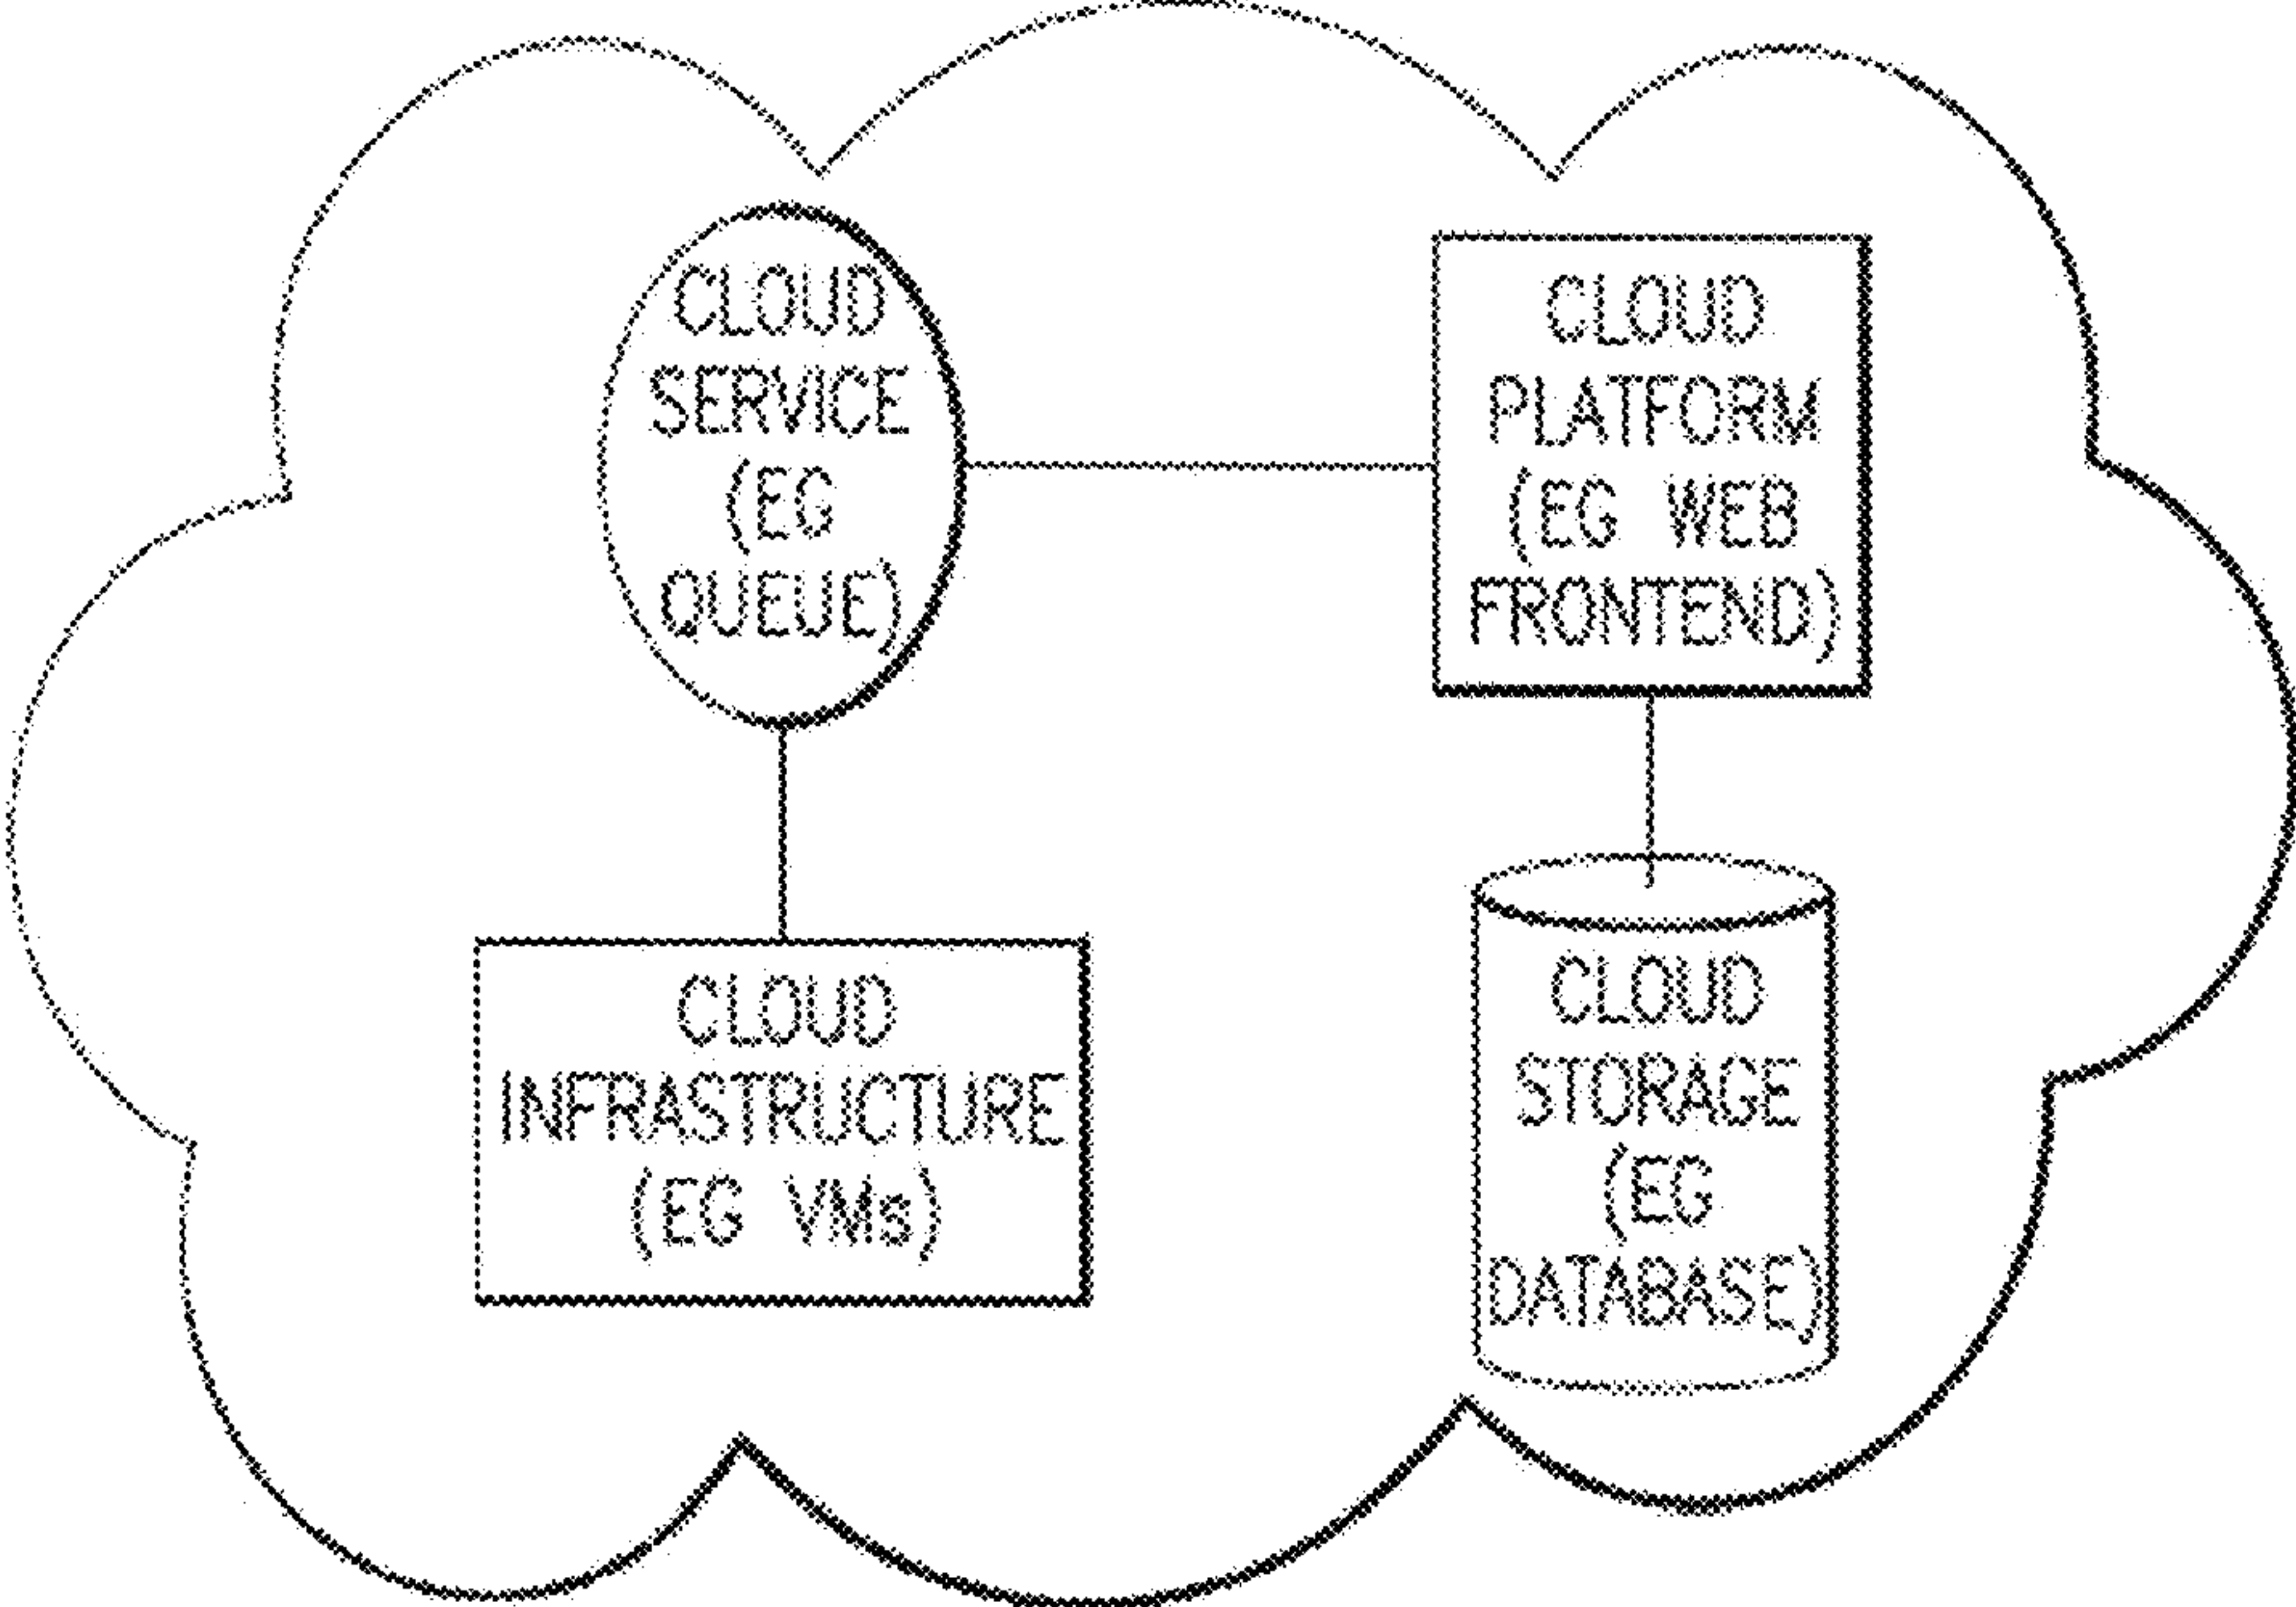 CLOUD
SERVICE
(EG
QUEUE)
CLOUD
PLATFORM
(EG WEB
FRONTEND)
CLOUD
INFRASTRUCTURE
(EG VMs)
CLOUD
STORAGE
(EG
DATABASE)